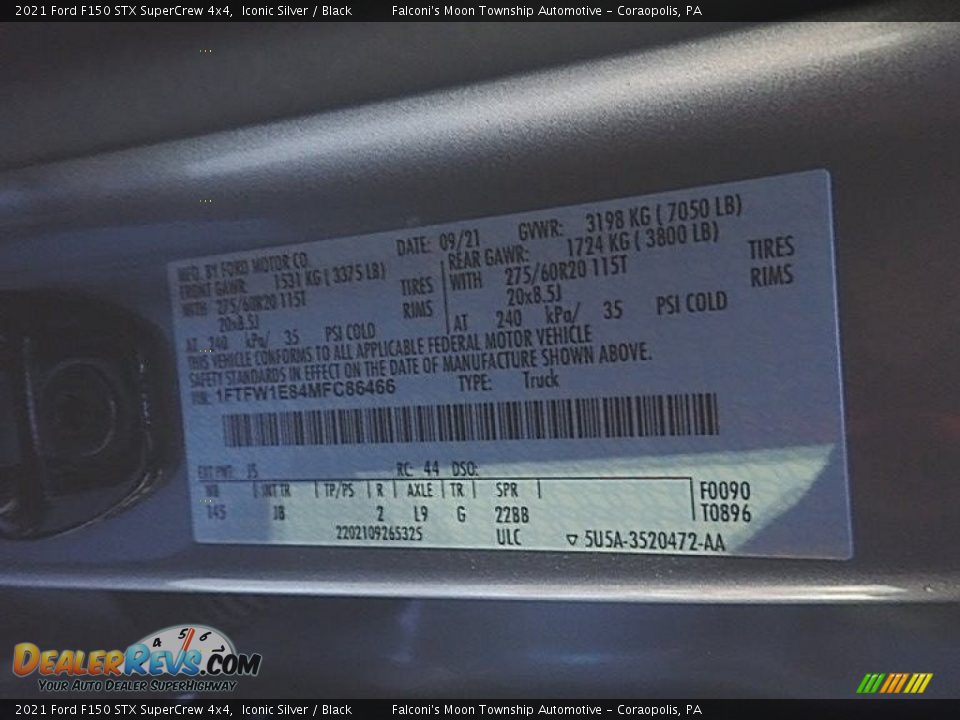 2021 Ford F150 STX SuperCrew 4x4, Iconic Silver / Black Falconi's Moon Township Automotive - Coraopolis, PA
MFD. BY FORD MOTOR CO. DATE: 09/21 GVWR: 3198 KG ( 7050 LB)
FRONT GAWR: 1531 KG ( 3375 LB) REAR GAWR: 1724 KG ( 3800 LB)
WITH 275/60R20 115T TIRES WITH 275/60R20 115T TIRES
20x8.5J RIMS 20x8.5J RIMS
AT 240 kPa/ 35 PSI COLD AT 240 kPa/ 35 PSI COLD
THIS VEHICLE CONFORMS TO ALL APPLICABLE FEDERAL MOTOR VEHICLE
SAFETY STANDARDS IN EFFECT ON THE DATE OF MANUFACTURE SHOWN ABOVE.
VIN: 1FTFW1E84MFC86466 TYPE: Truck
EXT PNT: JS RC: 44 DSO:
WB INT TR TP/PS R AXLE TR SPR F0090
145 JB 2 L9 G 22BB T0896
2202109265325 ULC ▽ 5U5A-3520472-AA
DEALERREVS.COM
YOUR AUTO DEALER SUPERHIGHWAY
4 5 6
2021 Ford F150 STX SuperCrew 4x4, Iconic Silver / Black Falconi's Moon Township Automotive - Coraopolis, PA